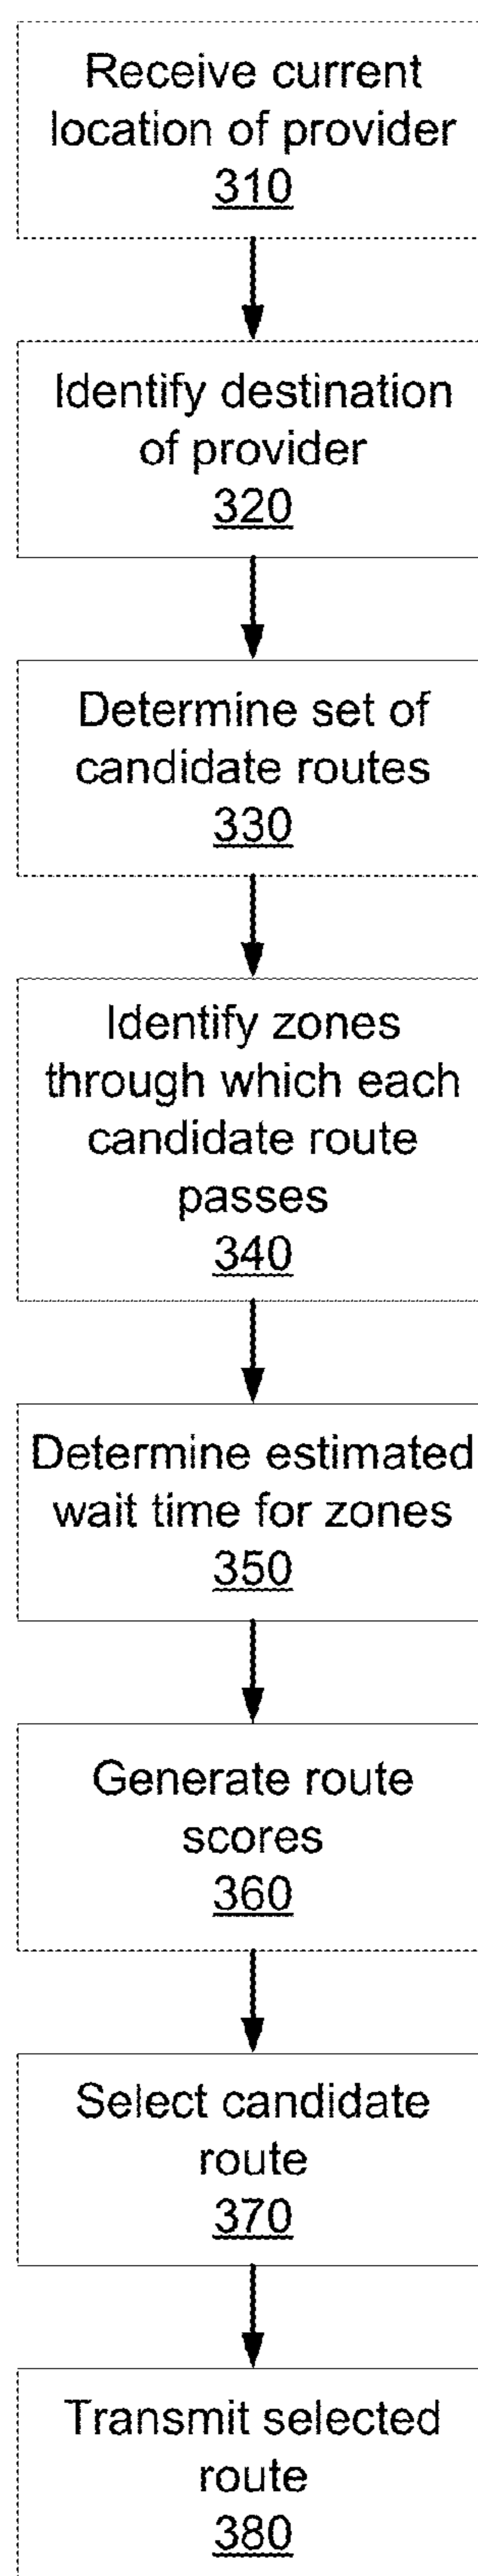 Receive current
location of provider
310
Identify destination
of provider
320
Determine set of
candidate routes
330
Identify zones
through which each
candidate route
passes
340
Determine estimated
wait time for zones
350
Generate route
scores
360
Select candidate
route
370
Transmit selected
route
380